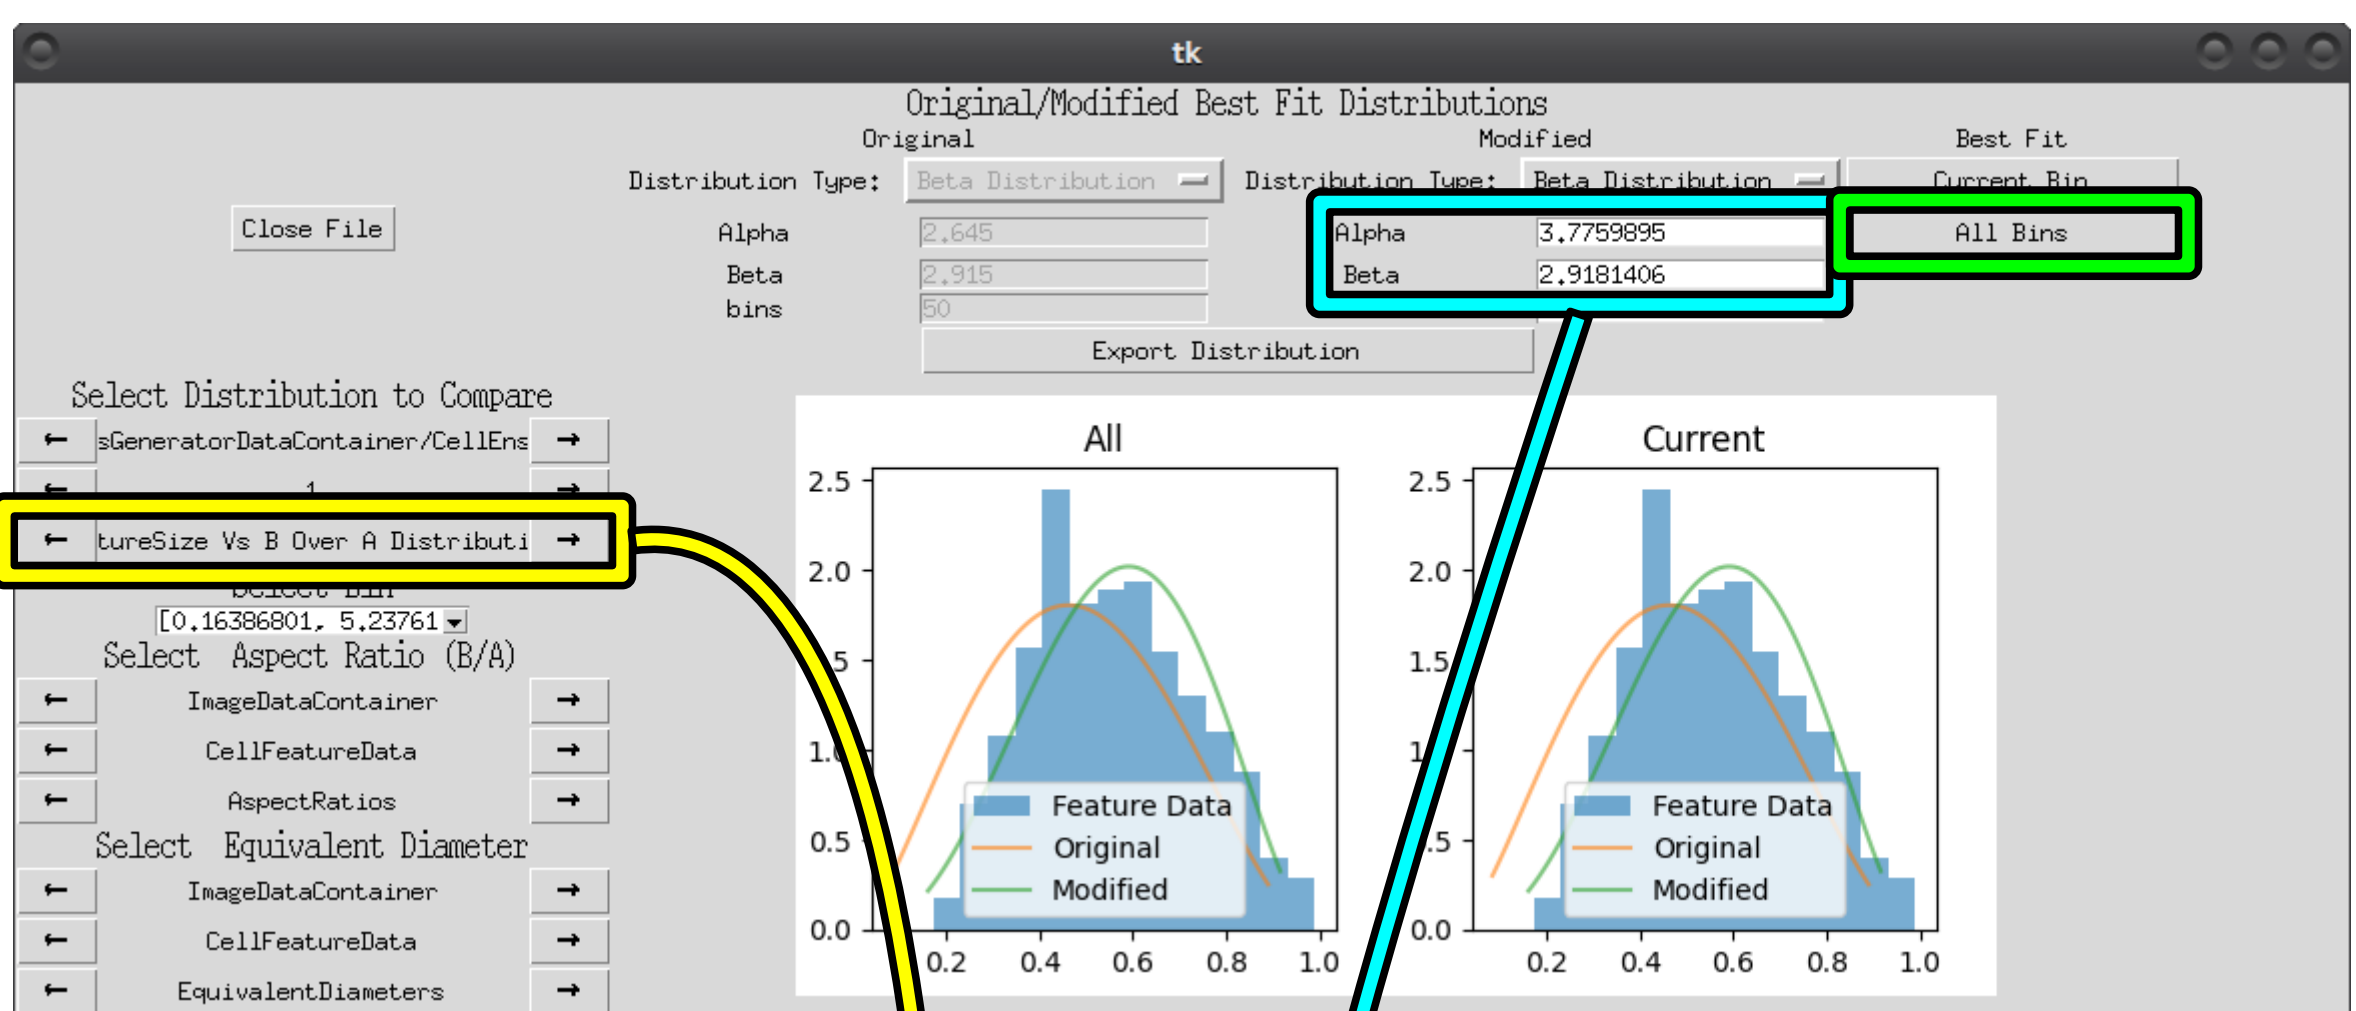 tk
Original/Modified Best Fit Distributions
Original Modified Best Fit
Distribution Type: Beta Distribution Distribution Type: Beta Distribution Current Bin
Close File Alpha 2.645 Alpha 3.7759895 All Bins
Beta 2.915 Beta 2.9181406
bins 50
Export Distribution
Select Distribution to Compare
← sGeneratorDataContainer/CellEns →
← 1 →
← tureSize Vs B Over A Distributi →
Select Bin
[0.16386801, 5.23761
Select Aspect Ratio (B/A)
← ImageDataContainer →
← CellFeatureData →
← AspectRatios →
Select Equivalent Diameter
← ImageDataContainer →
← CellFeatureData →
← EquivalentDiameters →
All
2.5
2.0
5
1.0
0.5
0.0
0.2 0.4 0.6 0.8 1.0
Feature Data
Original
Modified
Current
2.5
2.0
1.5
1
.5
0.0
0.2 0.4 0.6 0.8 1.0
Feature Data
Original
Modified